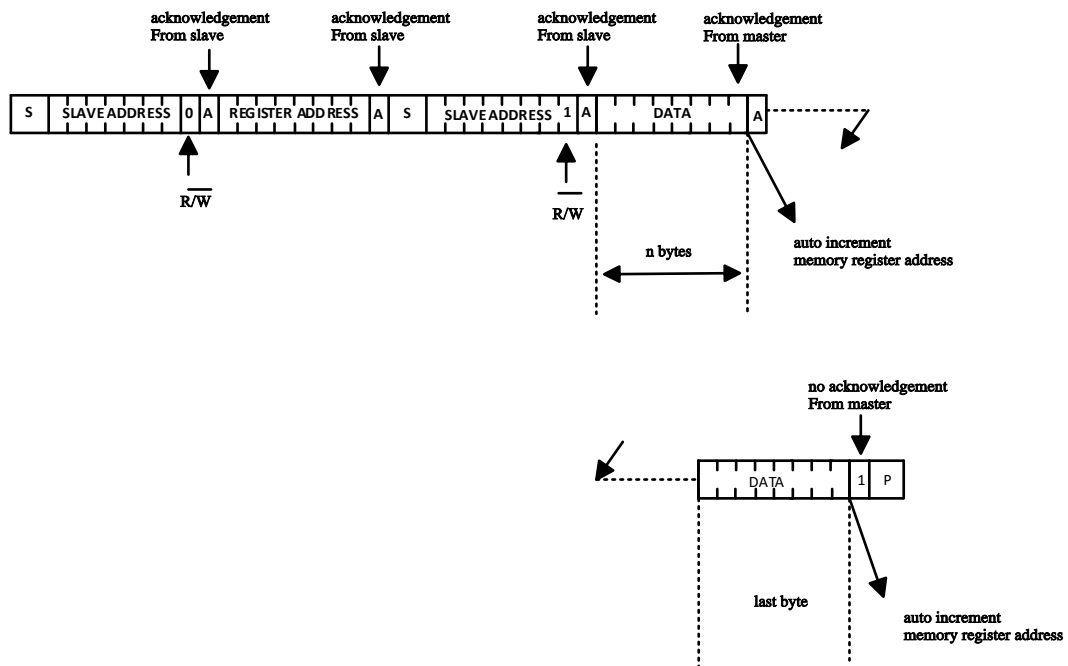 acknowledgement
From slave
acknowledgement
From slave
acknowledgement
From slave
acknowledgement
From master
S SLAVE ADDRESS 0 A REGISTER ADDRESS A S SLAVE ADDRESS 1 A DATA A
R/W
R/W
n bytes
auto increment
memory register address
no acknowledgement
From master
DATA 1 P
last byte
auto increment
memory register address